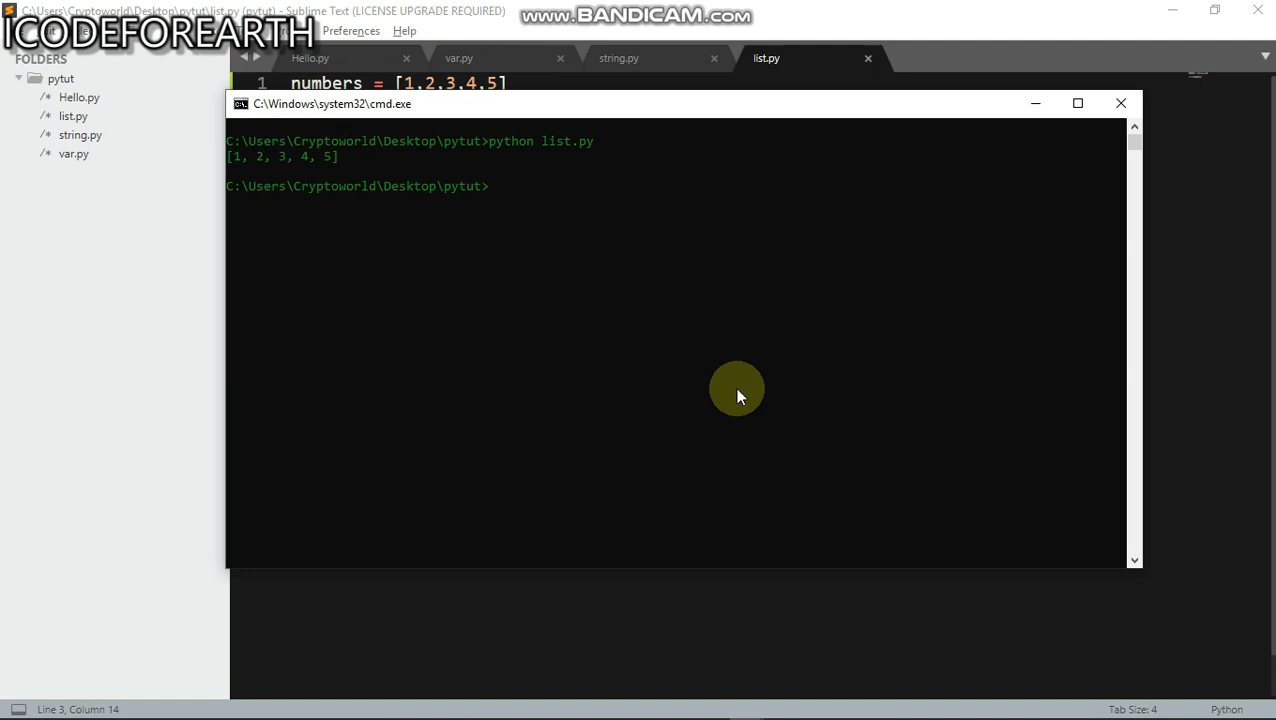 C:\Users\Cryptoworld\Desktop\pytut\list.py (pytut) - Sublime Text (LICENSE UPGRADE REQUIRED)
www.BANDICAM.com
ICODEFOREARTH
Preferences Help
FOLDERS
Hello.py var.py string.py list.py
pytut
/* Hello.py
/* list.py
/* string.py
/* var.py
1 numbers = [1,2,3,4,5]
C:\Windows\system32\cmd.exe
C:\Users\Cryptoworld\Desktop\pytut>python list.py
[1, 2, 3, 4, 5]
C:\Users\Cryptoworld\Desktop\pytut>
Line 3, Column 14
Tab Size: 4
Python